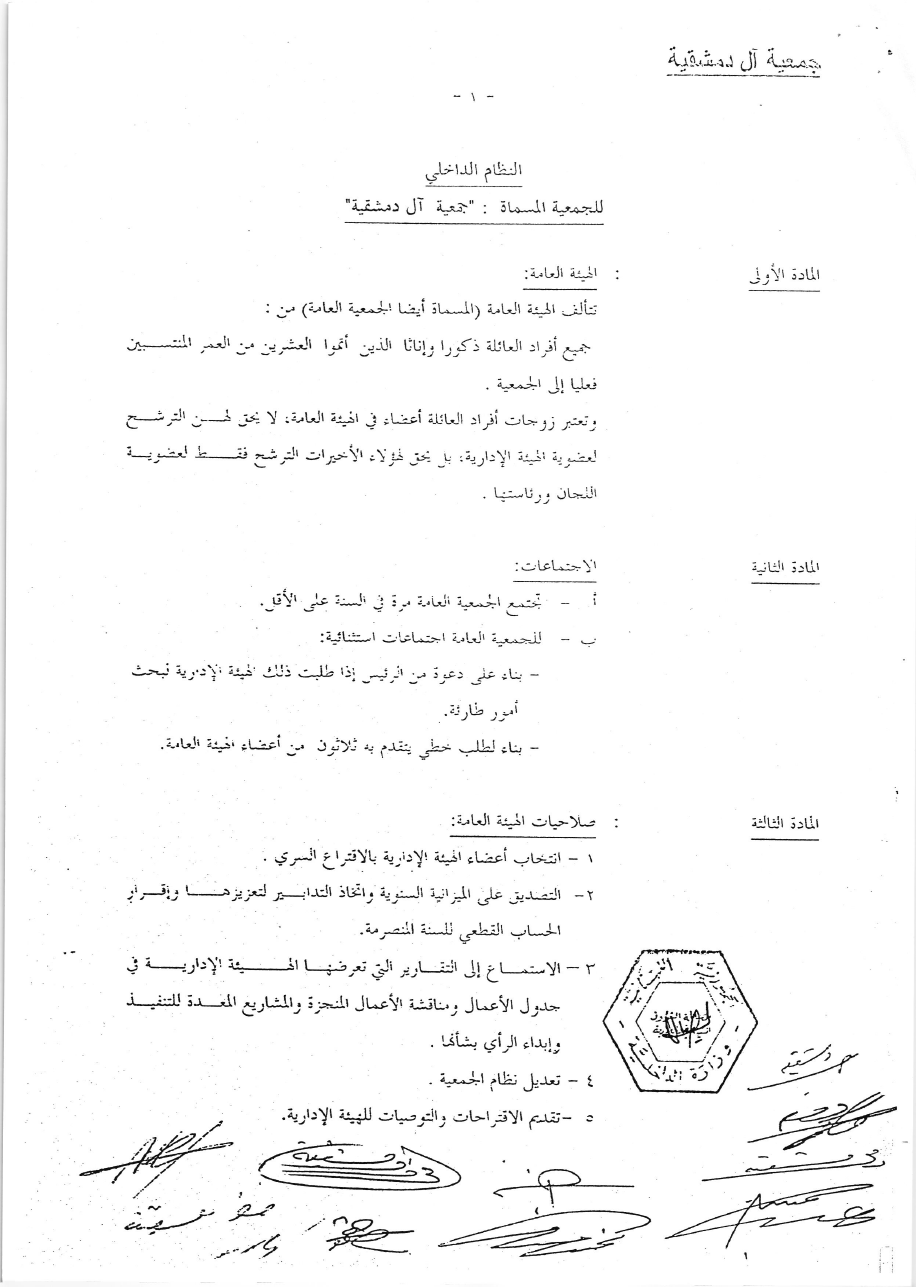 جمعية آل دمشقية
- ١ -
النظام الداخلي
للجمعية المسماة : "جمعية آل دمشقية"
المادة الأولى : الهيئة العامة:
تتألف الهيئة العامة (المسماة أيضا الجمعية العامة) من :
جميع أفراد العائلة ذكورا وإناثا الذين أتموا العشرين من العمر المنتسبين
فعليا إلى الجمعية .
وتعتبر زوجات أفراد العائلة أعضاء في الهيئة العامة، لا يحق لهن الترشح
لعضوية الهيئة الإدارية، بل يحق لهؤلاء الأخيرات الترشح فقط لعضوية
اللجان ورئاستها .
المادة الثانية الاجتماعات:
أ - تجتمع الجمعية العامة مرة في السنة على الأقل.
ب - للجمعية العامة اجتماعات استثنائية:
- بناء على دعوة من الرئيس إذا طلبت ذلك الهيئة الإدارية لبحث
أمور طارئة.
- بناء لطلب خطي يتقدم به ثلاثون من أعضاء الهيئة العامة.
المادة الثالثة : صلاحيات الهيئة العامة:
١ - انتخاب أعضاء الهيئة الإدارية بالاقتراع السري .
٢- التصديق على الميزانية السنوية واتخاذ التدابير لتعزيزها وإقرار
الحساب القطعي للسنة المنصرمة.
٣ - الاستماع إلى التقارير التي تعرضها الهيئة الإدارية في
جدول الأعمال ومناقشة الأعمال المنجزة والمشاريع المعدة للتنفيذ
وإبداء الرأي بشأنها .
٤ - تعديل نظام الجمعية .
٥ -تقديم الاقتراحات والتوصيات للهيئة الإدارية.
الجمهورية اللبنانية
وزارة الداخلية
دمشقية